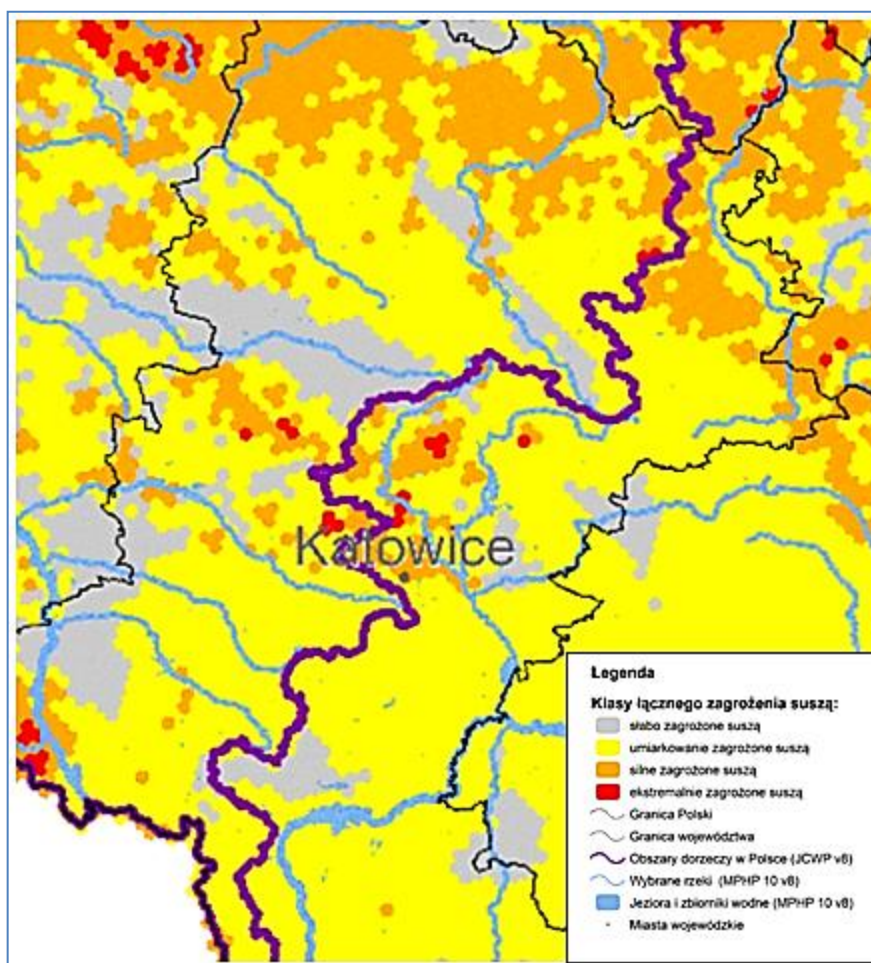 Katowice
Legenda
Klasy łącznego zagrożenia suszą:
słabo zagrożone suszą
umiarkowanie zagrożone suszą
silne zagrożone suszą
ekstremalnie zagrożone suszą
Granica Polski
Granica województwa
Obszary dorzeczy w Polsce (JCWP v8)
Wybrane rzeki (MPHP 10 v8)
Jeziora i zbiorniki wodne (MPHP 10 v8)
Miasta wojewódzkie